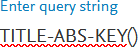 Enter query string
TITLE-ABS-KEY()